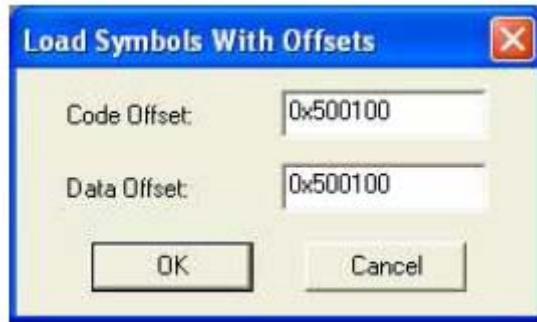 Load Symbols With Offsets
Code Offset: 0x500100
Data Offset: 0x500100
OK Cancel